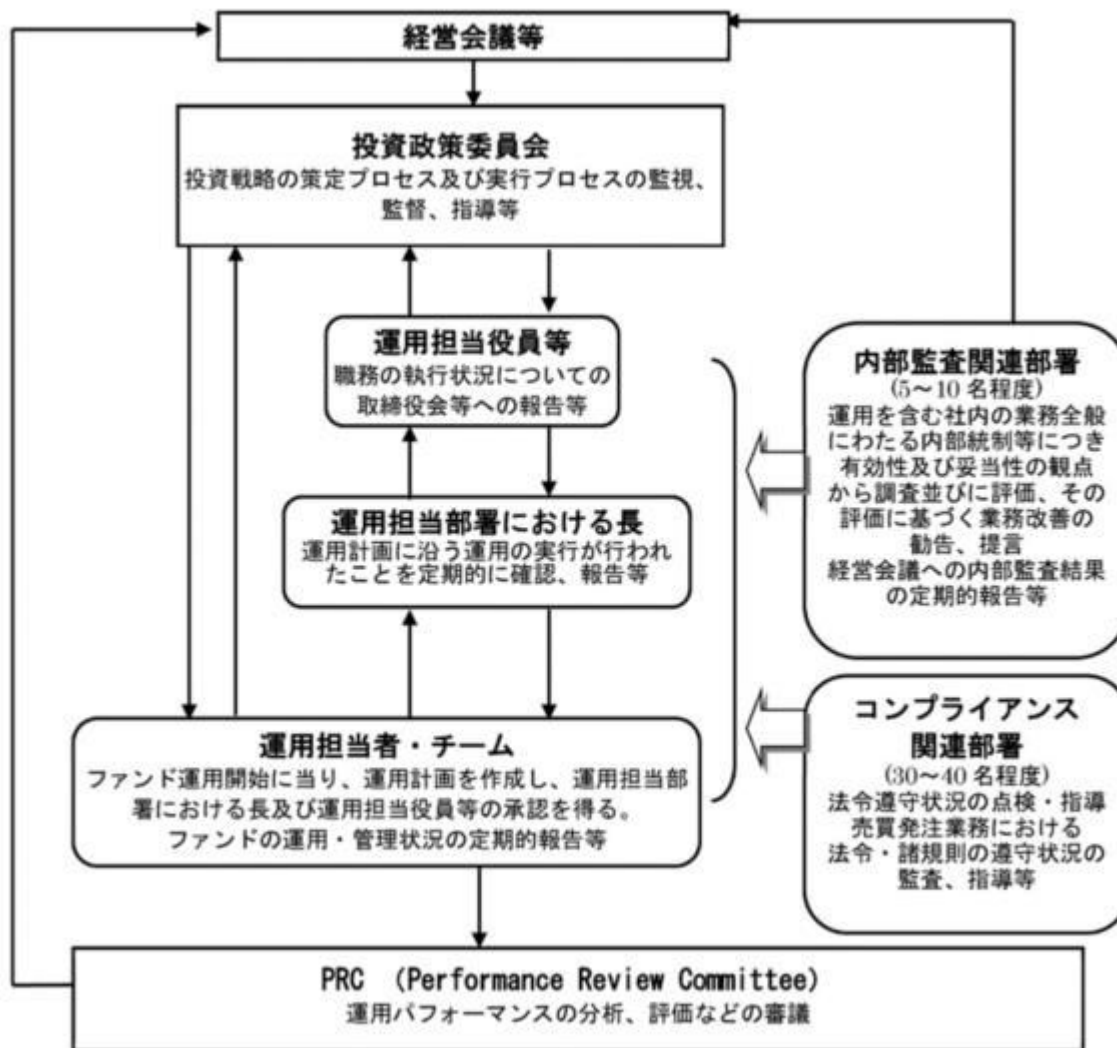 経営会議等
投資政策委員会
投資戦略の策定プロセス及び実行プロセスの監視、
監督、指導等
運用担当役員等
職務の執行状況についての
取締役会等への報告等
運用担当部署における長
運用計画に沿う運用の実行が行われ
たことを定期的に確認、報告等
運用担当者・チーム
ファンド運用開始に当り、運用計画を作成し、運用担当部
署における長及び運用担当役員等の承認を得る。
ファンドの運用・管理状況の定期的報告等
内部監査関連部署
(5～10 名程度)
運用を含む社内の業務全般
にわたる内部統制等につき
有効性及び妥当性の観点
から調査並びに評価、その
評価に基づく業務改善の
勧告、提言
経営会議への内部監査結果
の定期的報告等
コンプライアンス
関連部署
(30～40 名程度)
法令遵守状況の点検・指導
売買発注業務における
法令・諸規則の遵守状況の
監査、指導等
PRC (Performance Review Committee)
運用パフォーマンスの分析、評価などの審議